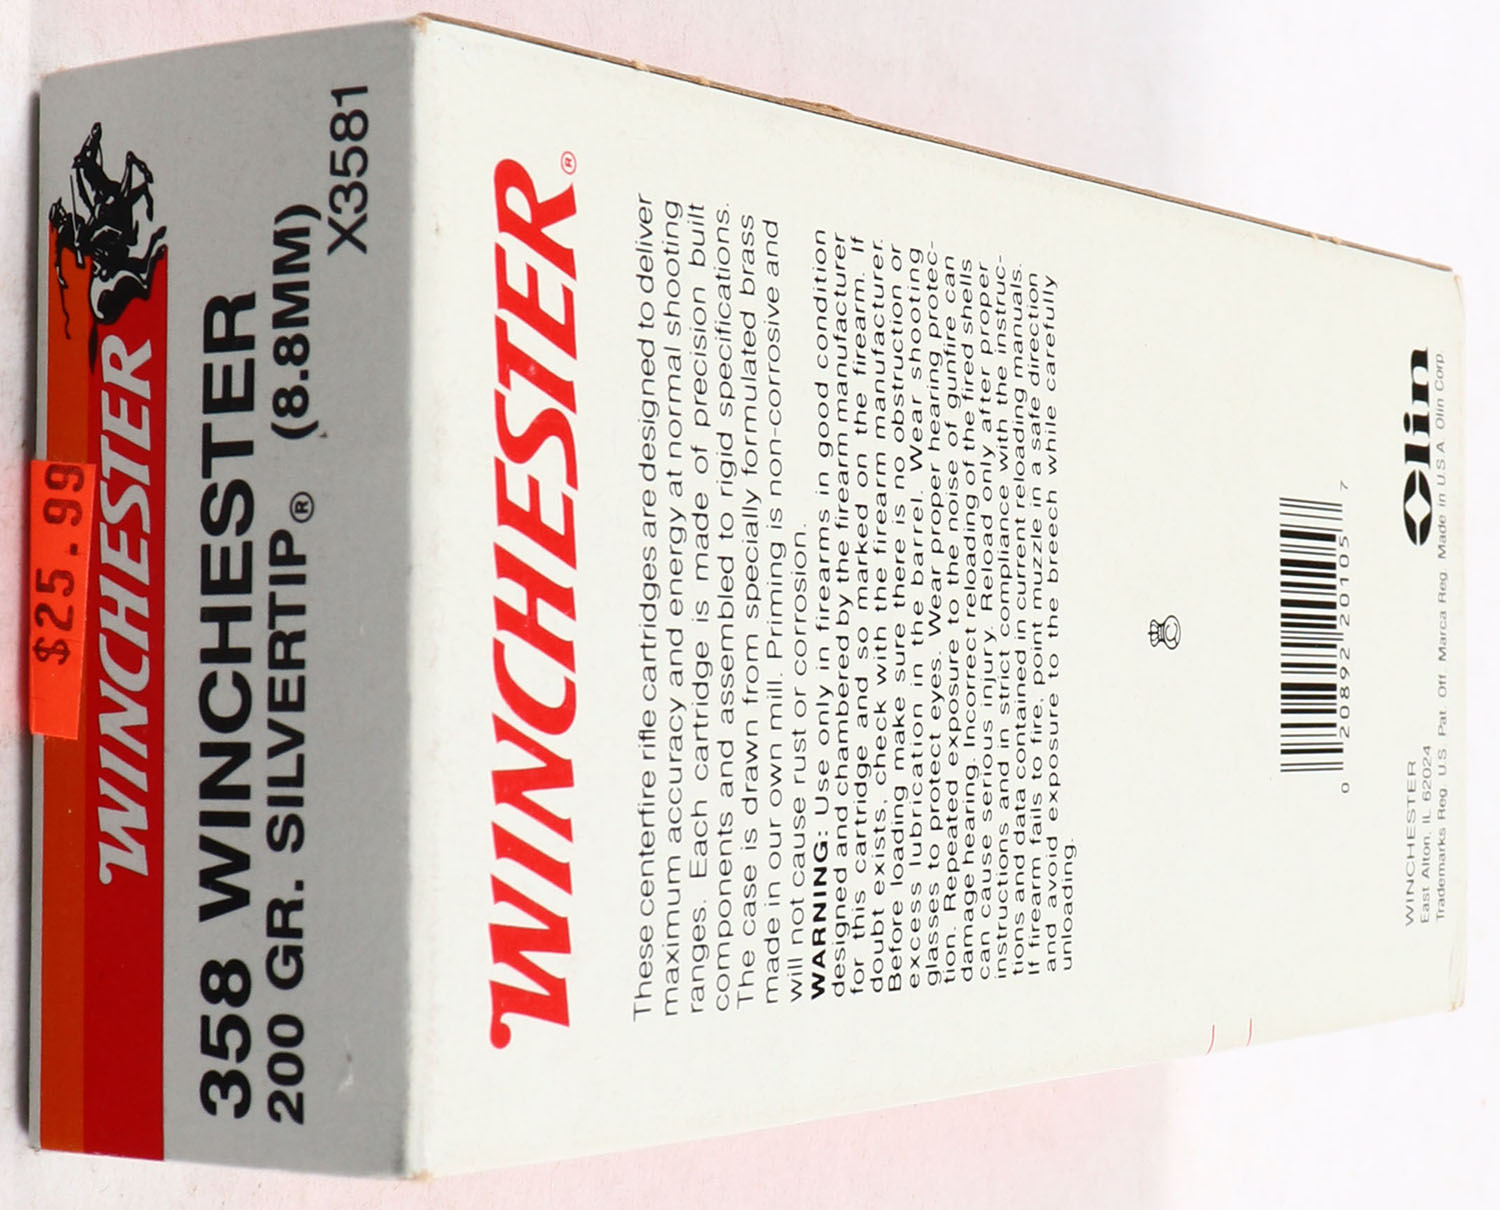 $25.99
WINCHESTER
358 WINCHESTER
200 GR. SILVERTIP® (8.8MM)
X3581
WINCHESTER®
These centerfire rifle cartridges are designed to deliver
maximum accuracy and energy at normal shooting
ranges. Each cartridge is made of precision built
components and assembled to rigid specifications.
The case is drawn from specially formulated brass
made in our own mill. Priming is non-corrosive and
will not cause rust or corrosion.
WARNING: Use only in firearms in good condition
designed and chambered by the firearm manufacturer
for this cartridge and so marked on the firearm. If
doubt exists, check with the firearm manufacturer.
Before loading make sure there is no obstruction or
excess lubrication in the barrel. Wear shooting
glasses to protect eyes. Wear proper hearing protec-
tion. Repeated exposure to the noise of gunfire can
damage hearing. Incorrect reloading of the fired shells
can cause serious injury. Reload only after proper
instructions and in strict compliance with the instruc-
tions and data contained in current reloading manuals.
If firearm fails to fire, point muzzle in a safe direction
and avoid exposure to the breech while carefully
unloading.
0 20892 20105 7
WINCHESTER
East Alton, IL 62024
Trademarks Reg. U S Pat. Off. Marca Reg. Made in U.S.A. Olin Corp.
Olin